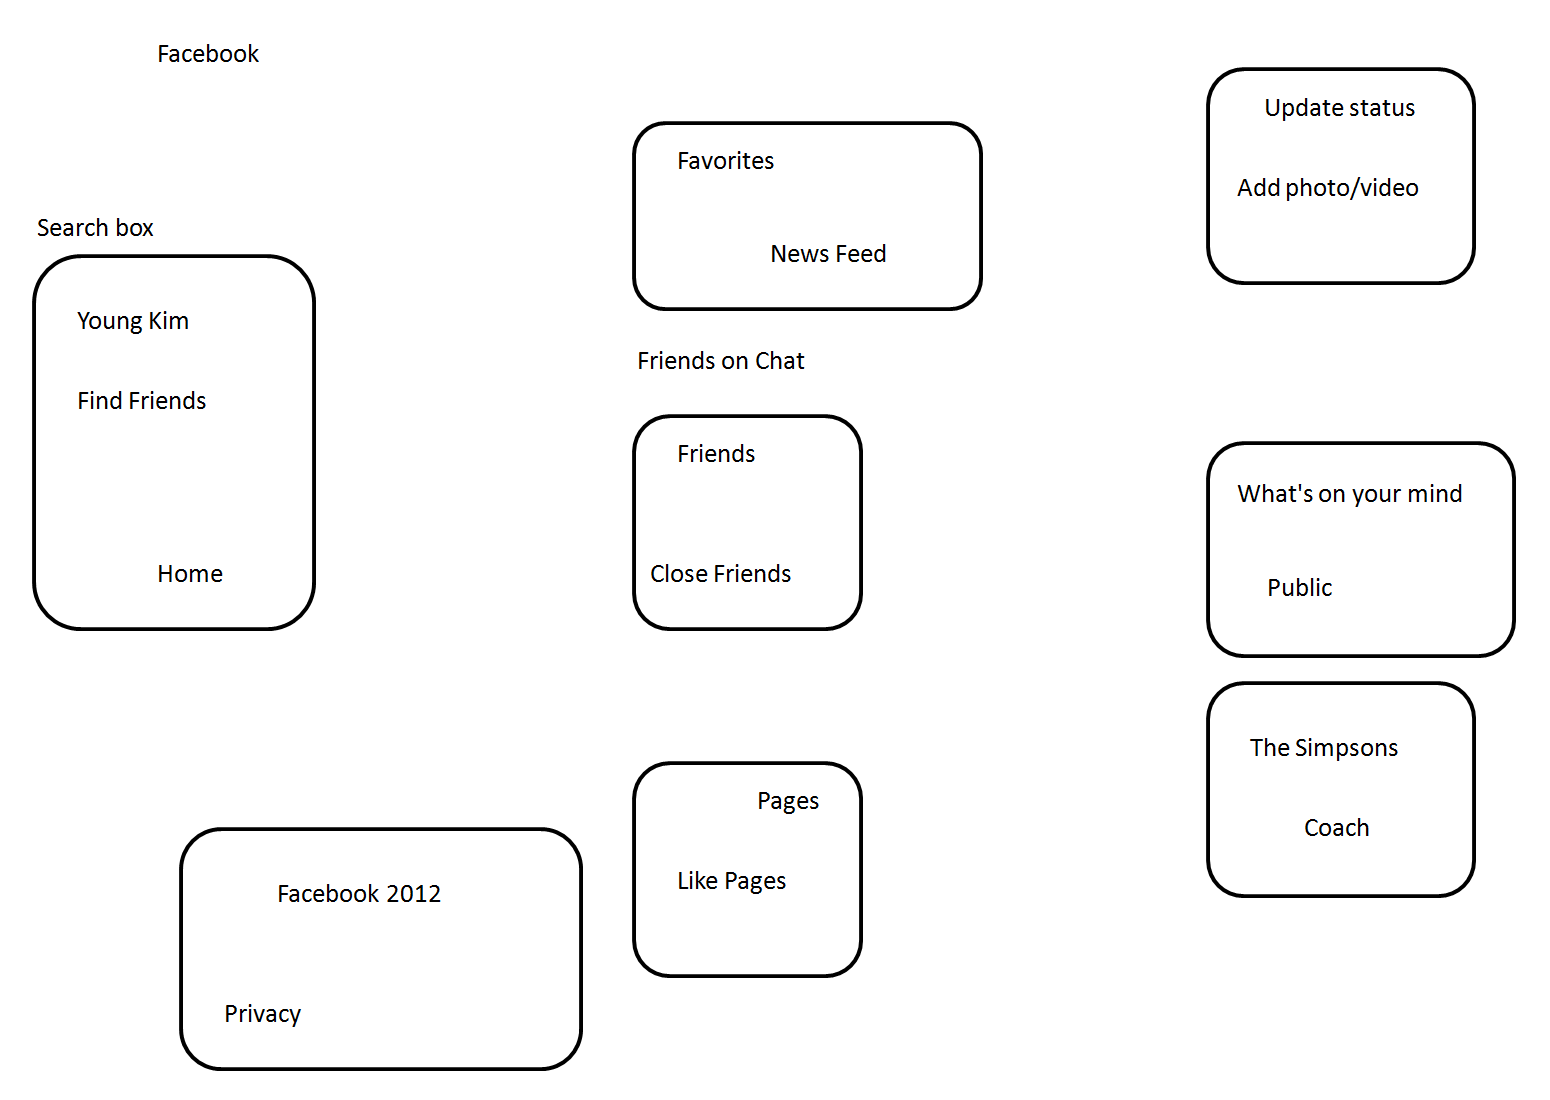 Facebook
Search box
Young Kim
Find Friends
Home
Facebook 2012
Privacy
Favorites
News Feed
Friends on Chat
Friends
Close Friends
Pages
Like Pages
Update status
Add photo/video
What's on your mind
Public
The Simpsons
Coach